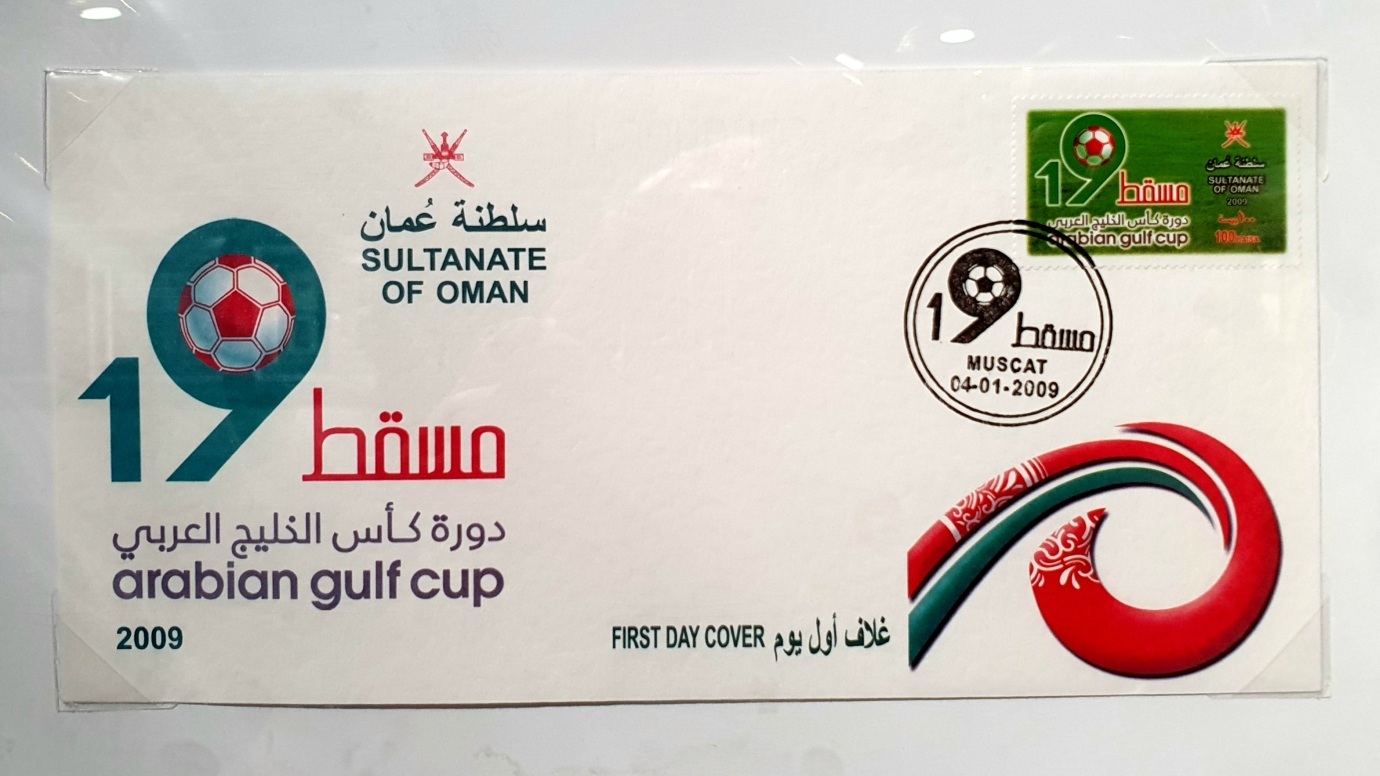 سلطنة عُمان
SULTANATE
OF OMAN
19
مسقط
دورة كأس الخليج العربي
arabian gulf cup
2009
FIRST DAY COVER غلاف أول يوم
19 مسقط
دورة كأس الخليج العربي
arabian gulf cup
سلطنة عُمان
SULTANATE
OF OMAN
2009
100
19 مسقط
MUSCAT
04-01-2009